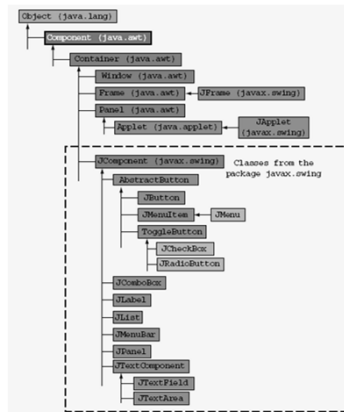 Object (java.lang)
Component (java.awt)
Container (java.awt)
Window (java.awt)
Frame (java.awt)
JFrame (javax.swing)
Panel (java.awt)
Applet (java.applet)
JApplet
(javax.swing)
JComponent (javax.swing)
Classes from the
package javax.swing
AbstractButton
JButton
JMenuItem
JMenu
ToggleButton
JCheckBox
JRadioButton
JComboBox
JLabel
JList
JMenuBar
JPanel
JTextComponent
JTextField
JTextArea